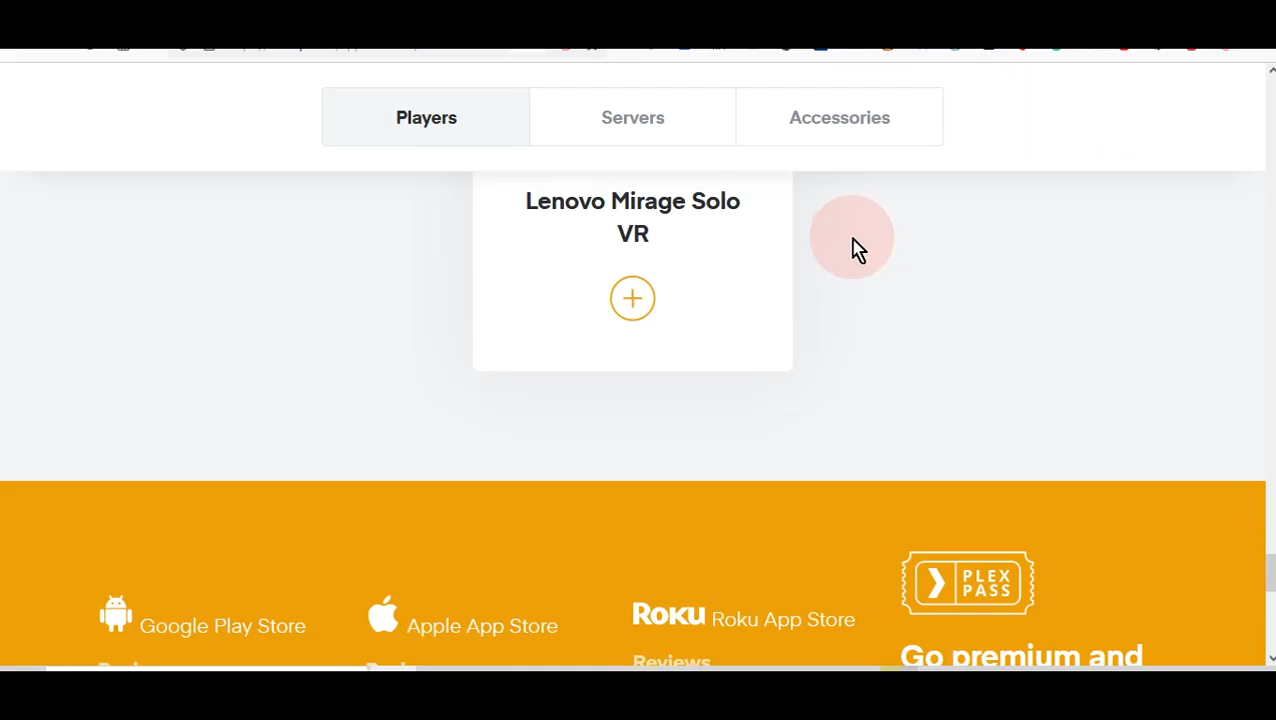 Players
Servers
Accessories
Lenovo Mirage Solo
VR
PLEX
PASS
Google Play Store
Apple App Store
Roku Roku App Store
Reviews
Go premium and